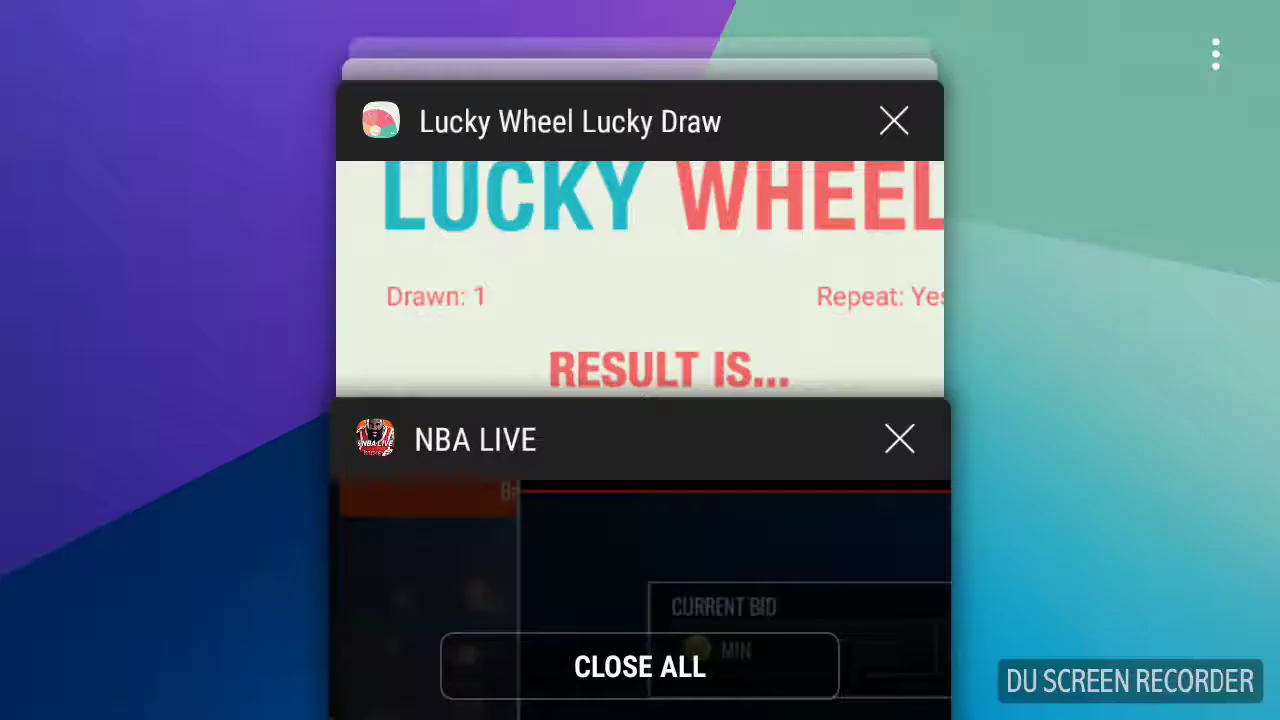 Lucky Wheel Lucky Draw
LUCKY WHEEL
Drawn: 1
Repeat: Yes
RESULT IS...
NBA LIVE
CURRENT BID
MIN
CLOSE ALL
DU SCREEN RECORDER